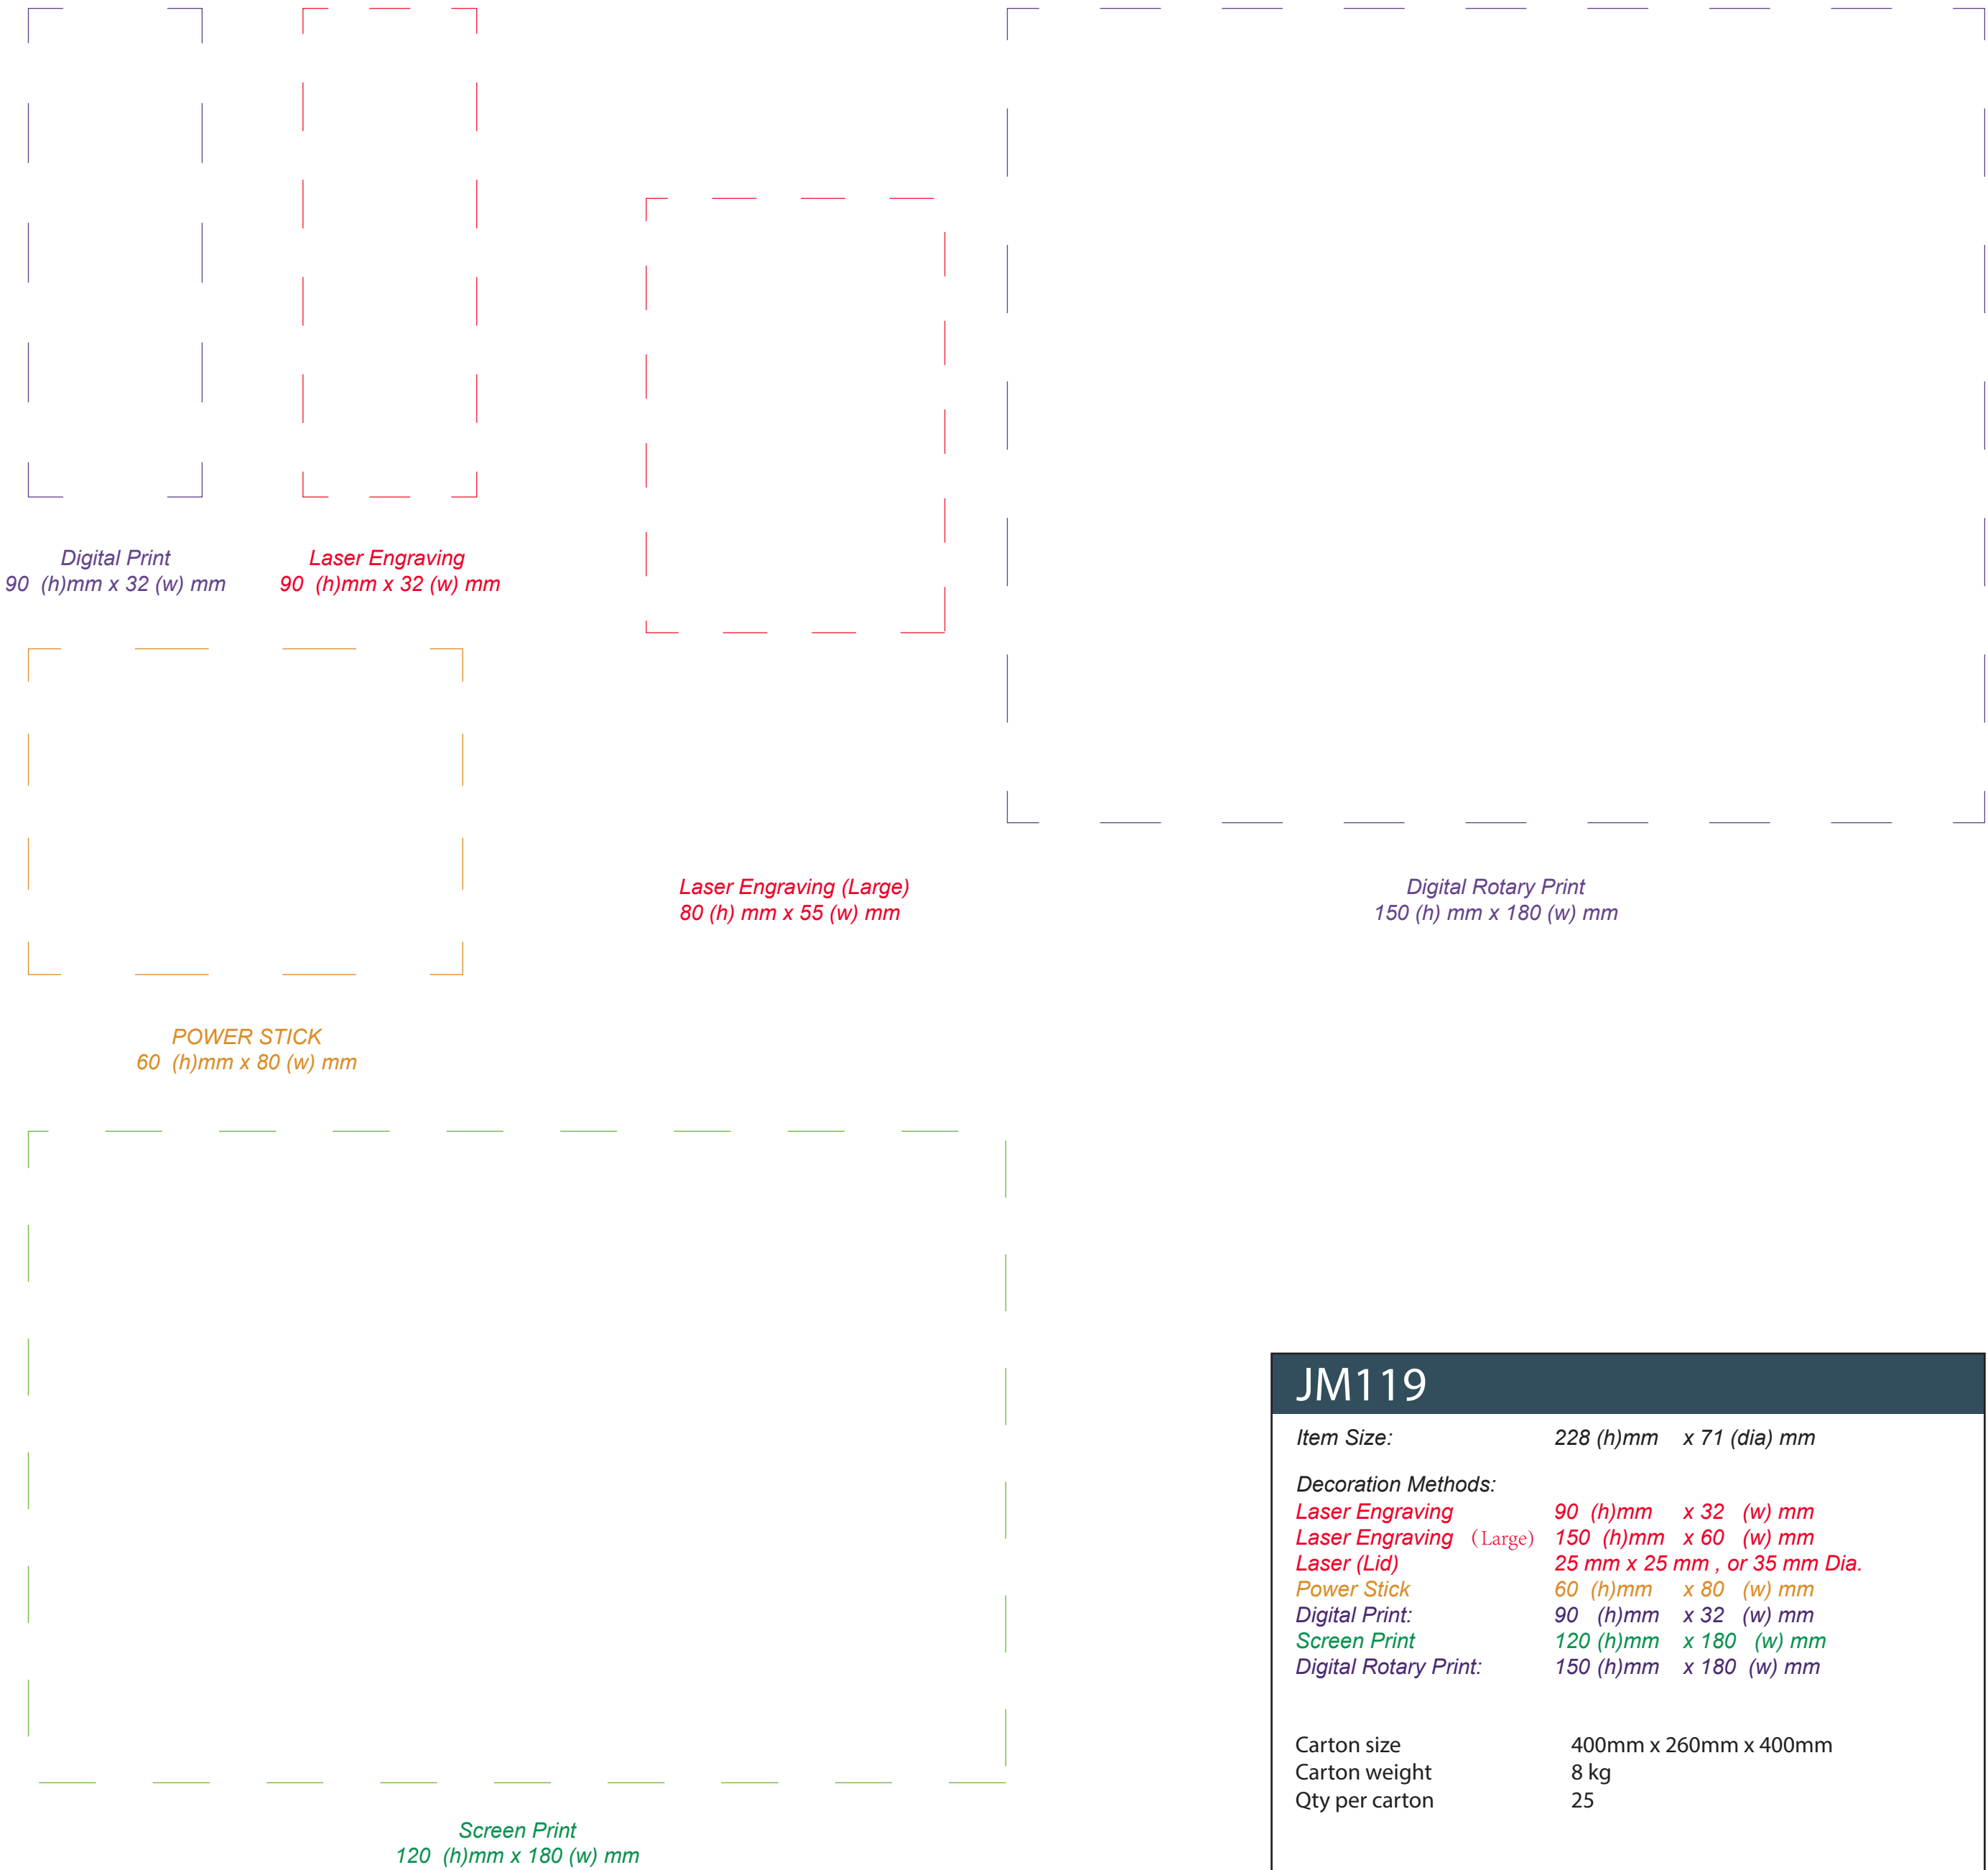 Digital Print
90 (h)mm x 32 (w) mm
Laser Engraving
90 (h)mm x 32 (w) mm
Laser Engraving (Large)
80 (h) mm x 55 (w) mm
Digital Rotary Print
150 (h) mm x 180 (w) mm
POWER STICK
60 (h)mm x 80 (w) mm
Screen Print
120 (h)mm x 180 (w) mm
JM119
Item Size: 228 (h)mm x 71 (dia) mm
Decoration Methods:
Laser Engraving 90 (h)mm x 32 (w) mm
Laser Engraving (Large) 150 (h)mm x 60 (w) mm
Laser (Lid) 25 mm x 25 mm , or 35 mm Dia.
Power Stick 60 (h)mm x 80 (w) mm
Digital Print: 90 (h)mm x 32 (w) mm
Screen Print 120 (h)mm x 180 (w) mm
Digital Rotary Print: 150 (h)mm x 180 (w) mm
Carton size 400mm x 260mm x 400mm
Carton weight 8 kg
Qty per carton 25